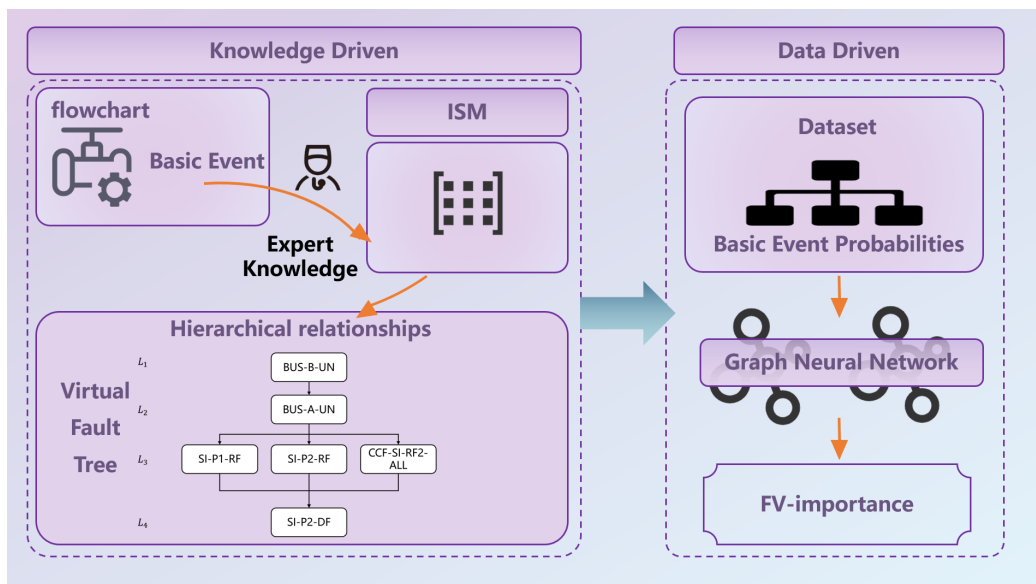 Knowledge Driven
flowchart
Basic Event
ISM
Expert
Knowledge
Hierarchical relationships
Virtual
Fault
Tree
L₁
BUS-B-UN
L₂
BUS-A-UN
L₃
SI-P1-RF
SI-P2-RF
CCF-SI-RF2-
ALL
L₄
SI-P2-DF
Data Driven
Dataset
Basic Event Probabilities
Graph Neural Network
FV-importance